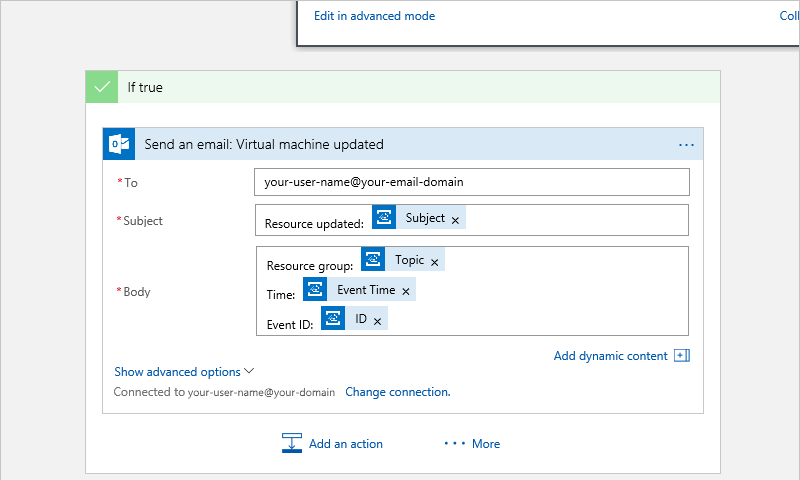 Edit in advanced mode Coll
If true
Send an email: Virtual machine updated
*To your-user-name@your-email-domain
*Subject Resource updated: Subject ×
Resource group: Topic ×
*Body Time: Event Time ×
Event ID: ID ×
Add dynamic content
Show advanced options
Connected to your-user-name@your-domain Change connection.
Add an action ••• More